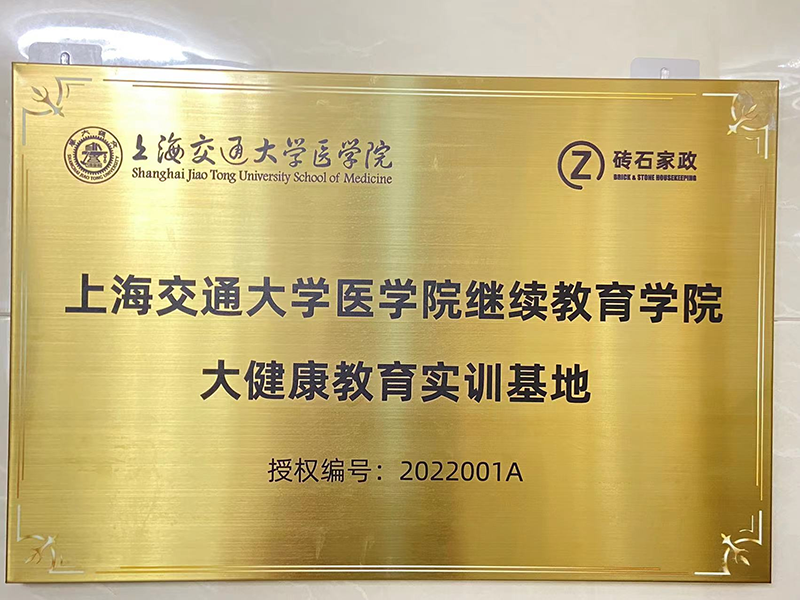 上海交通大学医学院
Shanghai Jiao Tong University School of Medicine
砖石家政
BRICK & STONE HOUSEKEEPING
上海交通大学医学院继续教育学院
大健康教育实训基地
授权编号：2022001A